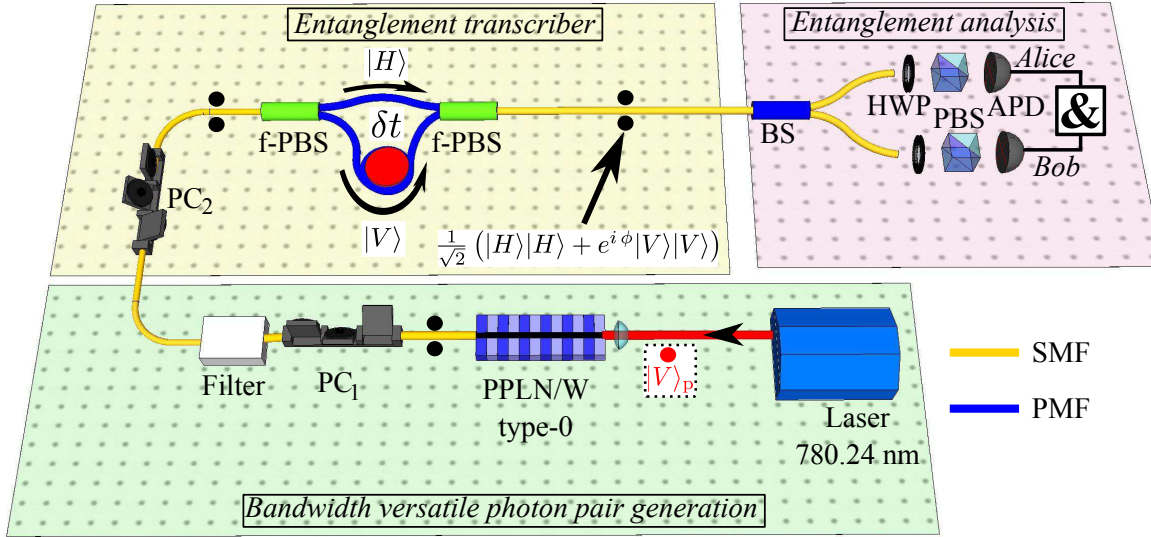 Entanglement transcriber
Entanglement analysis
|H⟩
Alice
HWP
PBS
APD
δt
f-PBS
f-PBS
BS
&
Bob
PC2
|V⟩
1/√2 (|H⟩|H⟩ + e^{i ϕ}|V⟩|V⟩)
SMF
Filter
PC1
PPLN/W
type-0
|V⟩p
PMF
Laser
780.24 nm
Bandwidth versatile photon pair generation